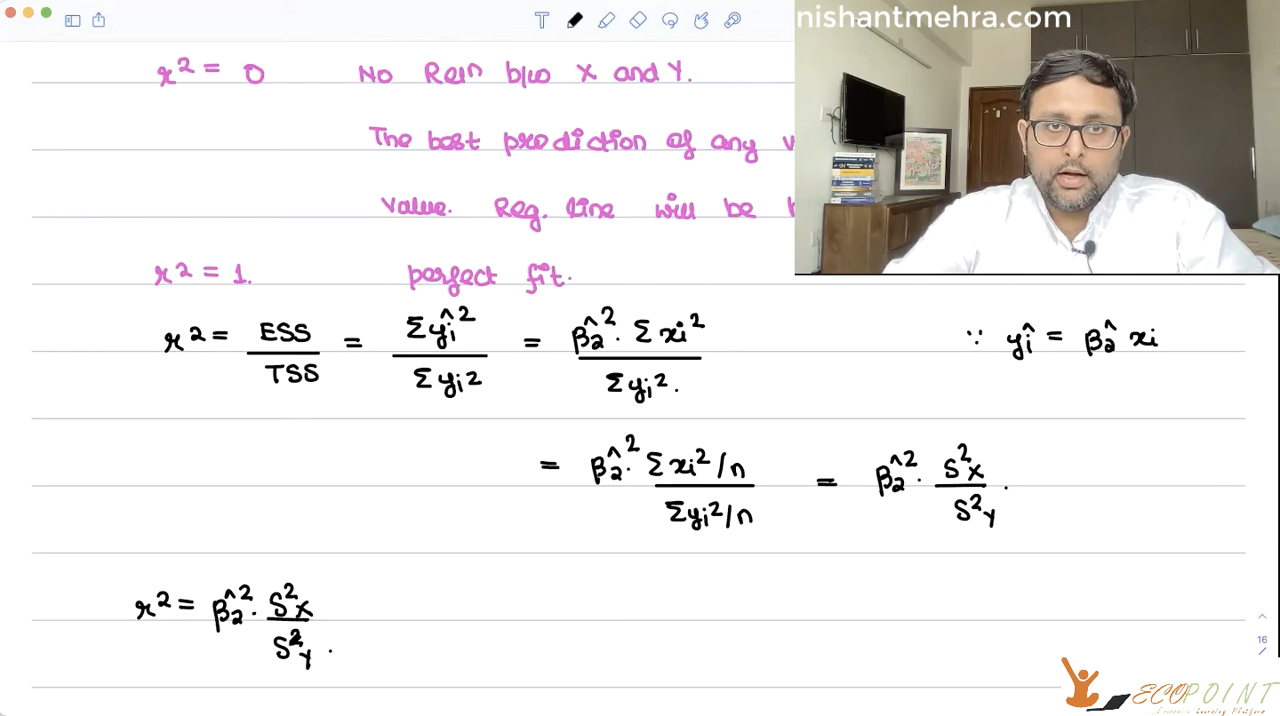 nishantmehra.com
r² = 0 No Reln b/w X and Y.
The best prediction of any v
value. Reg. line will be h
r² = 1. perfect fit.
r² = ESS / TSS = Σŷi² / Σyi² = β̂2². Σxi² / Σyi². ∵ ŷi = β̂2 xi
= β̂2². Σxi²/n / Σyi²/n = β̂2². S²X / S²Y.
r² = β̂2². S²X / S²Y.
16
ECOPOINT